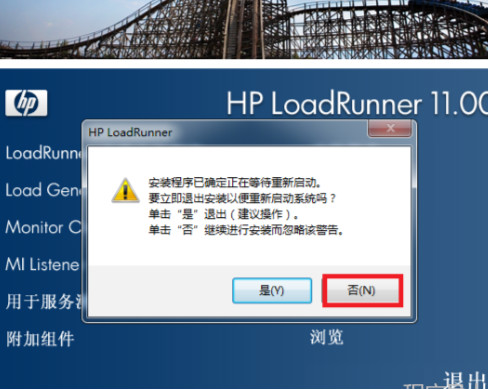 hp
HP LoadRunner 11.00
HP LoadRunner
LoadRunne
安装程序已确定正在等待重新启动。
要立即退出安装以便重新启动系统吗？
Load Gen
单击“是”退出（建议操作）。
单击“否”继续进行安装而忽略该警告。
Monitor C
MI Listene
是(Y)
否(N)
用于服务
附加组件
浏览
退出